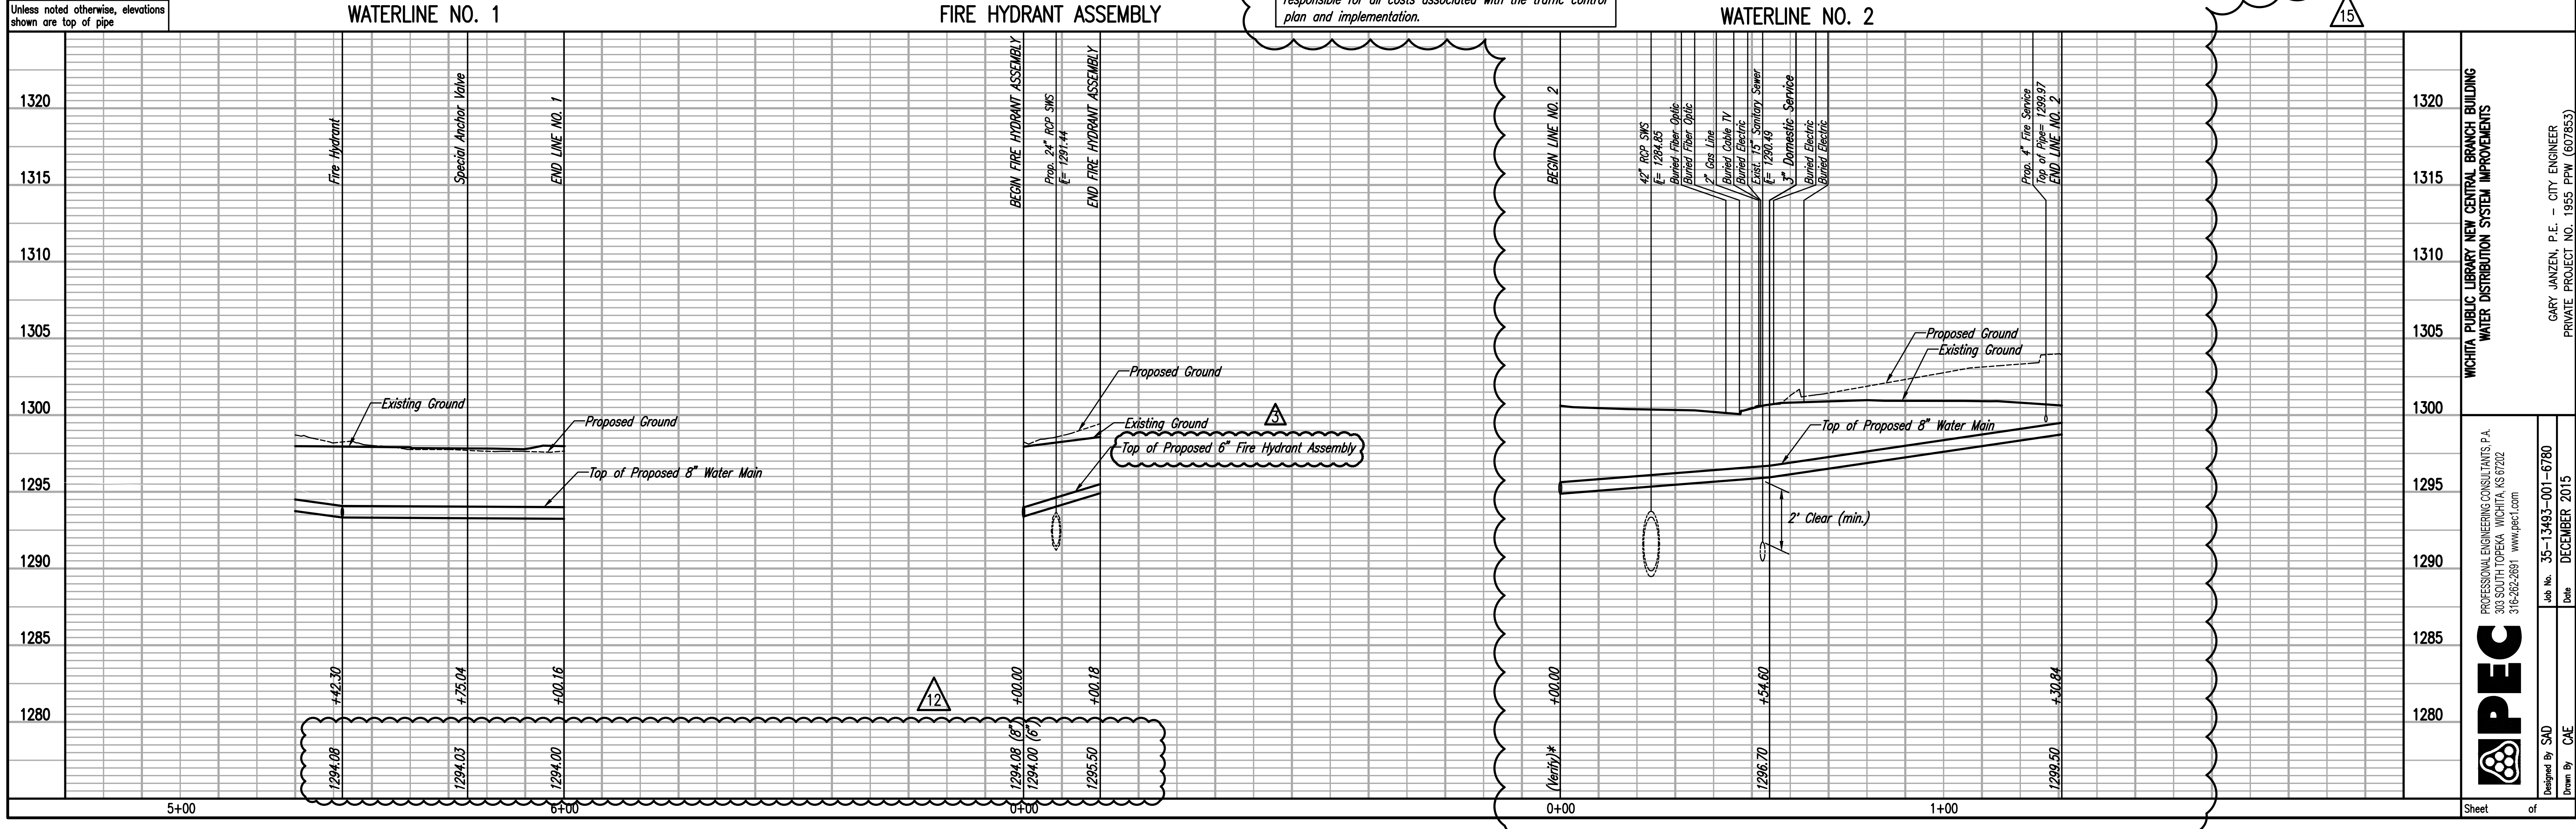 Unless noted otherwise, elevations
shown are top of pipe
WATERLINE NO. 1
FIRE HYDRANT ASSEMBLY
responsible for all costs associated with the traffic control
plan and implementation.
WATERLINE NO. 2
15
1320
1315
1310
1305
1300
1295
1290
1285
1280
Fire Hydrant
Special Anchor Valve
END LINE NO. 1
Existing Ground
Proposed Ground
Top of Proposed 8" Water Main
+42.30
+75.04
+00.16
1294.08
1294.03
1294.00
5+00
6+00
12
BEGIN FIRE HYDRANT ASSEMBLY
Prop. 24" RCP SWS
℄= 1291.44
END FIRE HYDRANT ASSEMBLY
Proposed Ground
Existing Ground
3
Top of Proposed 6" Fire Hydrant Assembly
+00.00
+00.18
1294.08 (8")
1294.00 (6")
1295.50
0+00
BEGIN LINE NO. 2
42" RCP SWS
℄= 1284.85
Buried Fiber Optic
Buried Fiber Optic
2" Gas Line
Buried Cable TV
Buried Electric
Exist. 15" Sanitary Sewer
℄= 1290.49
3" Domestic Service
Buried Electric
Buried Electric
Prop. 4" Fire Service
Top of Pipe= 1299.97
END LINE NO. 2
Proposed Ground
Existing Ground
Top of Proposed 8" Water Main
2' Clear (min.)
+00.00
+54.60
+30.84
(Verify)*
1296.70
1299.50
0+00
1+00
1320
1315
1310
1305
1300
1295
1290
1285
1280
WICHITA PUBLIC LIBRARY NEW CENTRAL BRANCH BUILDING
WATER DISTRIBUTION SYSTEM IMPROVEMENTS
GARY JANZEN, P.E. - CITY ENGINEER
PRIVATE PROJECT NO. 1955 PPW (607853)
PEC
PROFESSIONAL ENGINEERING CONSULTANTS, P.A.
303 SOUTH TOPEKA WICHITA, KS 67202
316-262-2691 www.pec1.com
Job No. 35-13493-001-6780
Date DECEMBER 2015
Designed By SAD
Drawn By CAE
Sheet of